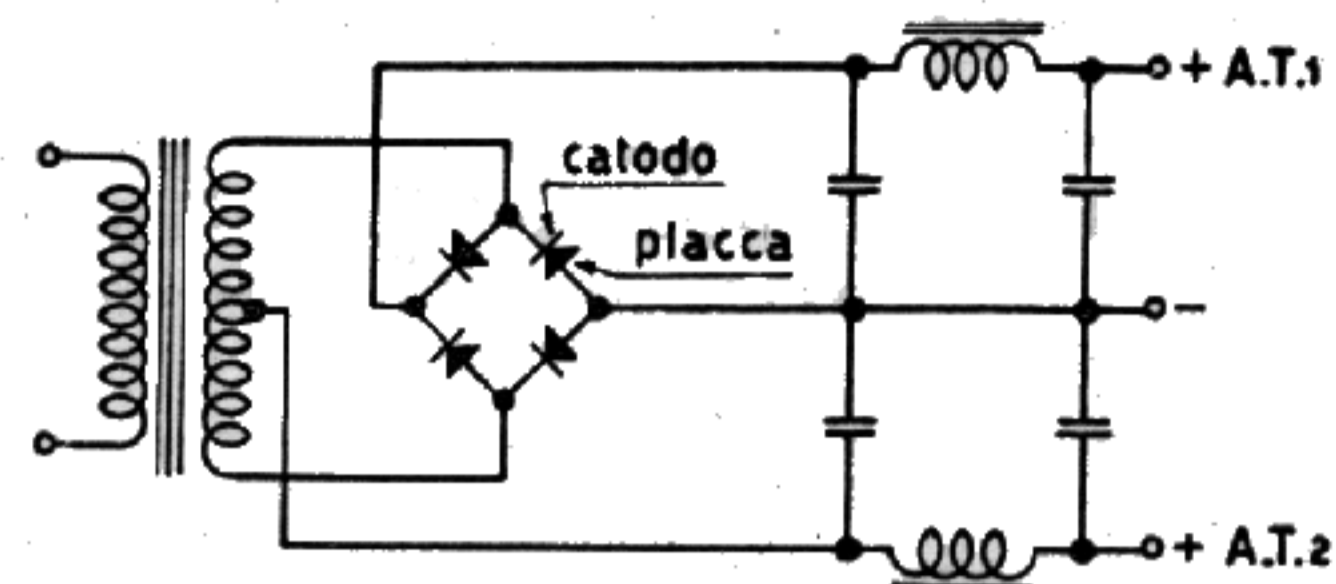 + A.T.1
catodo
placca
−
+ A.T.2